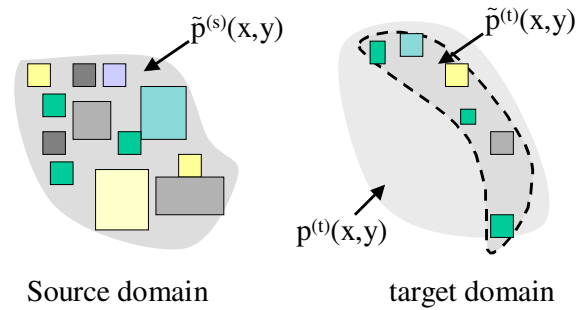 p̃⁽ˢ⁾(x,y)
p̃⁽ᵗ⁾(x,y)
p⁽ᵗ⁾(x,y)
Source domain
target domain